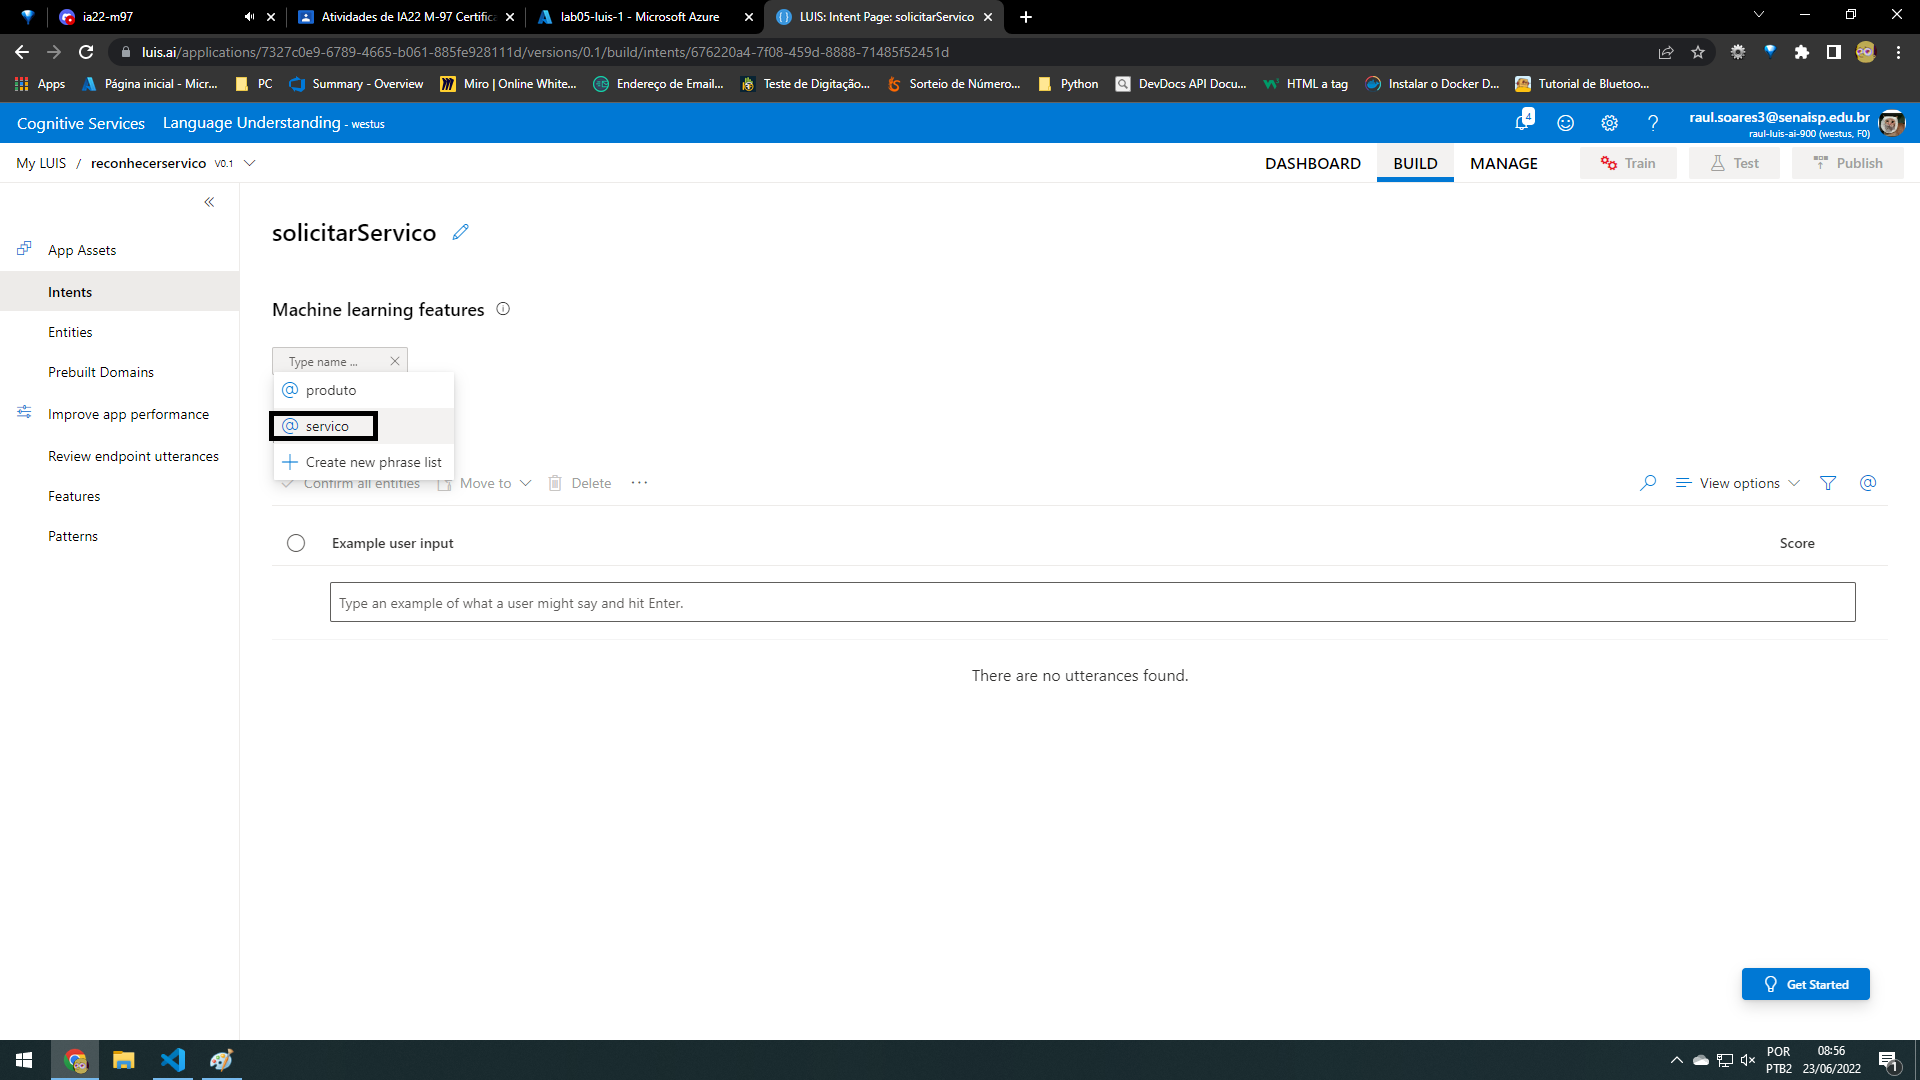 ia22-m97
Atividades de IA22 M-97 Certifica
lab05-luis-1 - Microsoft Azure
LUIS: Intent Page: solicitarServico
luis.ai/applications/7327c0e9-6789-4665-b061-885fe928111d/versions/0.1/build/intents/676220a4-7f08-459d-8888-71485f52451d
Apps
Página inicial - Micr...
PC
Summary - Overview
Miro | Online White...
Endereço de Email...
Teste de Digitação...
Sorteio de Número...
Python
DevDocs API Docu...
HTML a tag
Instalar o Docker D...
Tutorial de Bluetoo...
Cognitive Services
Language Understanding - westus
4
raul.soares3@senaisp.edu.br
raul-luis-ai-900 (westus, F0)
My LUIS / reconhecerservico V0.1
DASHBOARD
BUILD
MANAGE
Train
Test
Publish
App Assets
Intents
Entities
Prebuilt Domains
Improve app performance
Review endpoint utterances
Features
Patterns
solicitarServico
Machine learning features
Type name ...
@ produto
@ servico
Create new phrase list
Confirm all entities
Move to
Delete
View options
@
Example user input
Score
Type an example of what a user might say and hit Enter.
There are no utterances found.
Get Started
POR
PTB2
08:56
23/06/2022
1